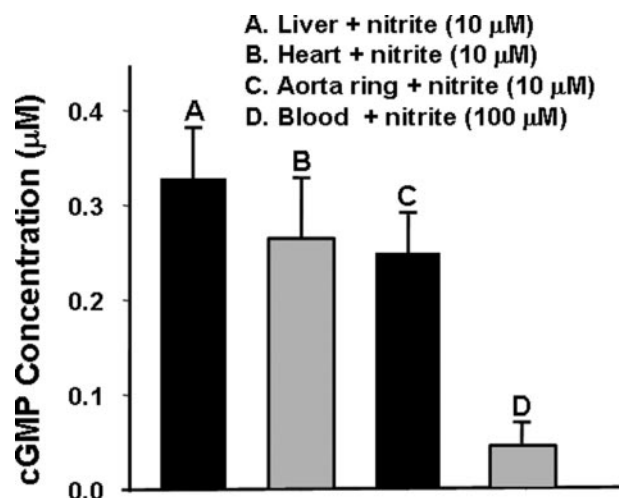 A. Liver + nitrite (10 μM)
B. Heart + nitrite (10 μM)
C. Aorta ring + nitrite (10 μM)
D. Blood + nitrite (100 μM)
cGMP Concentration (μM)
0.4
0.3
0.2
0.1
0.0
A
B
C
D